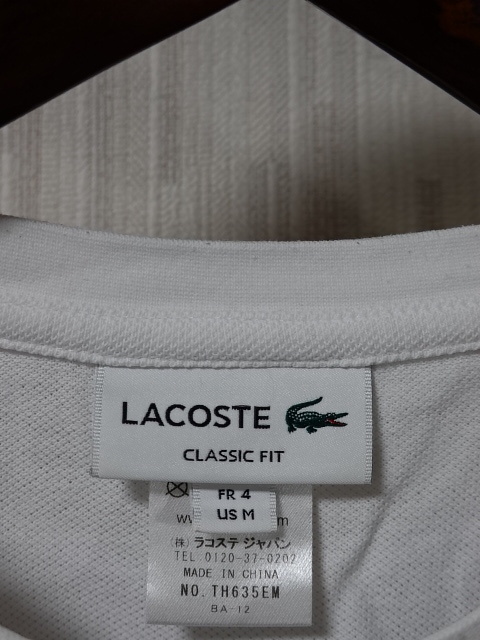 LACOSTE
CLASSIC FIT
FR 4
US M
(株)ラコステ ジャパン
TEL 0120-37-0202
MADE IN CHINA
NO. TH635EM
BA-12